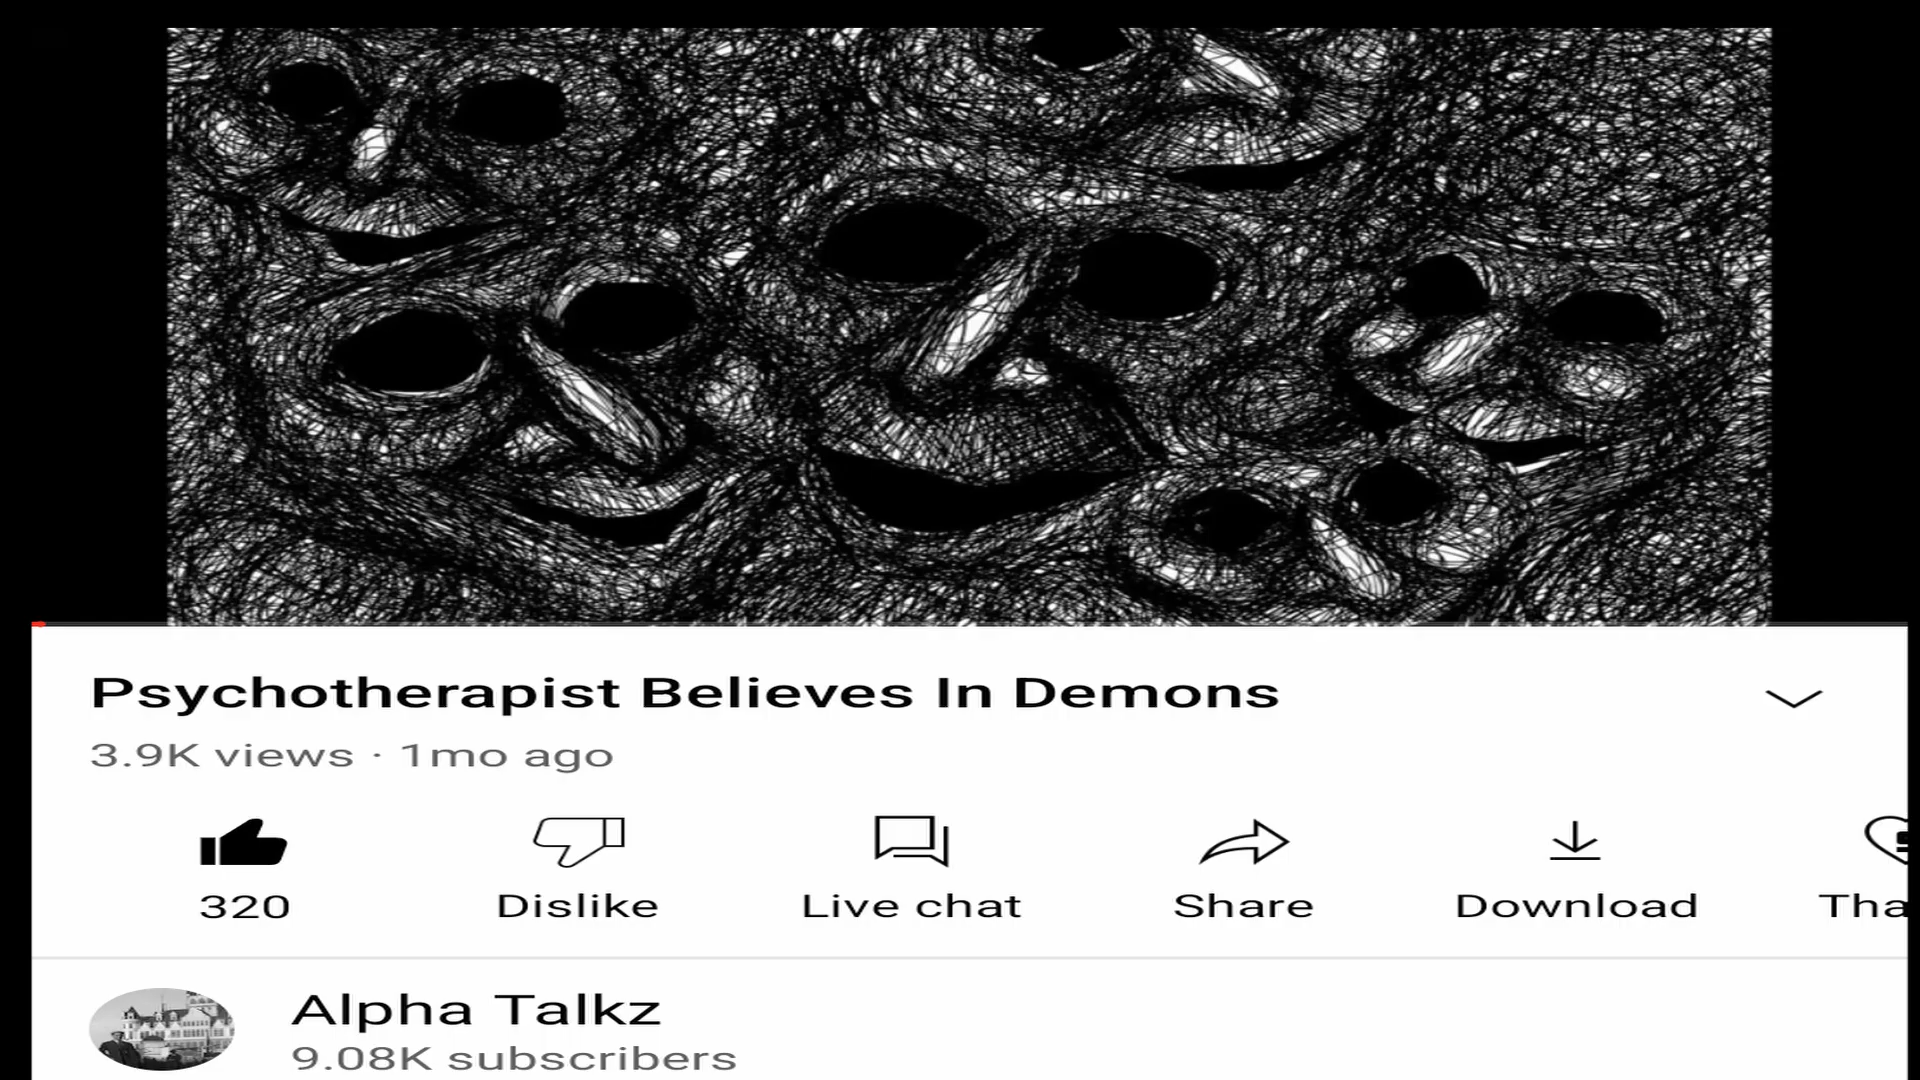 Psychotherapist Believes In Demons
3.9K views · 1mo ago
320
Dislike
Live chat
Share
Download
Tha
Alpha Talkz
9.08K subscribers